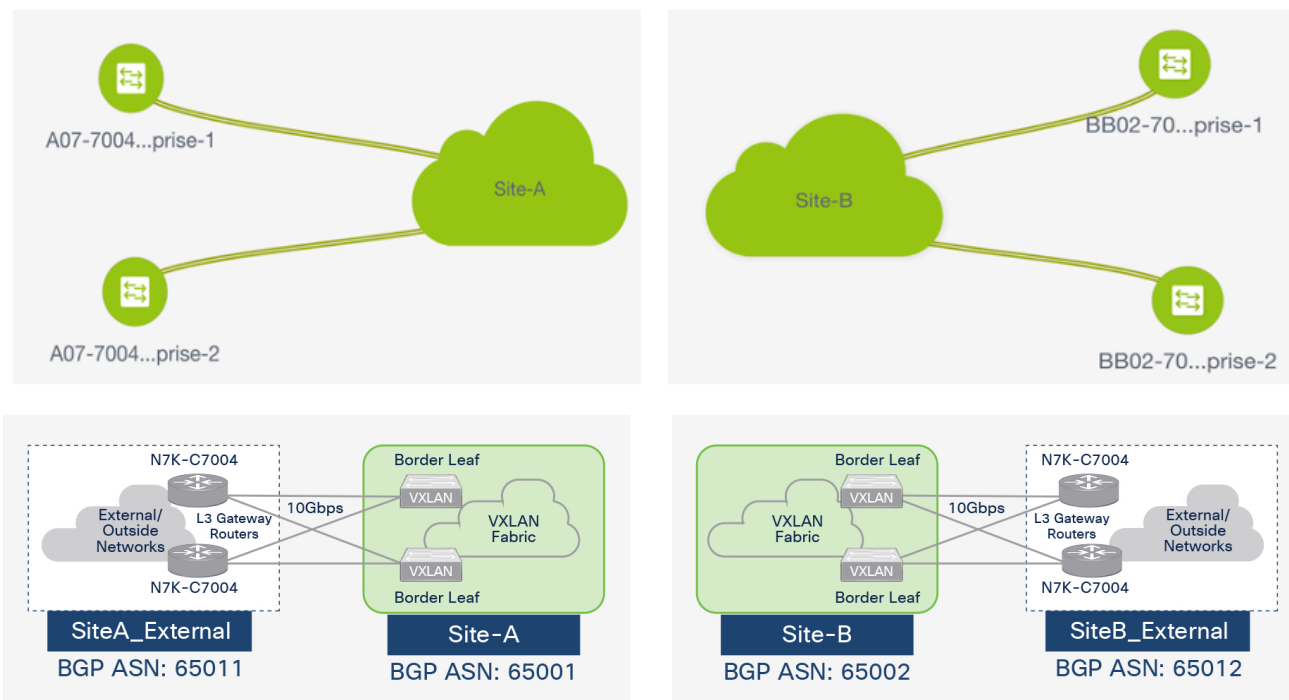 A07-7004...prise-1
Site-A
A07-7004...prise-2
BB02-70...prise-1
Site-B
BB02-70...prise-2
N7K-C7004
External/
Outside
Networks
L3 Gateway
Routers
N7K-C7004
10Gbps
Border Leaf
VXLAN
VXLAN
Fabric
VXLAN
Border Leaf
SiteA_External
BGP ASN: 65011
Site-A
BGP ASN: 65001
Border Leaf
VXLAN
VXLAN
Fabric
VXLAN
Border Leaf
10Gbps
N7K-C7004
L3 Gateway
Routers
External/
Outside
Networks
N7K-C7004
Site-B
BGP ASN: 65002
SiteB_External
BGP ASN: 65012